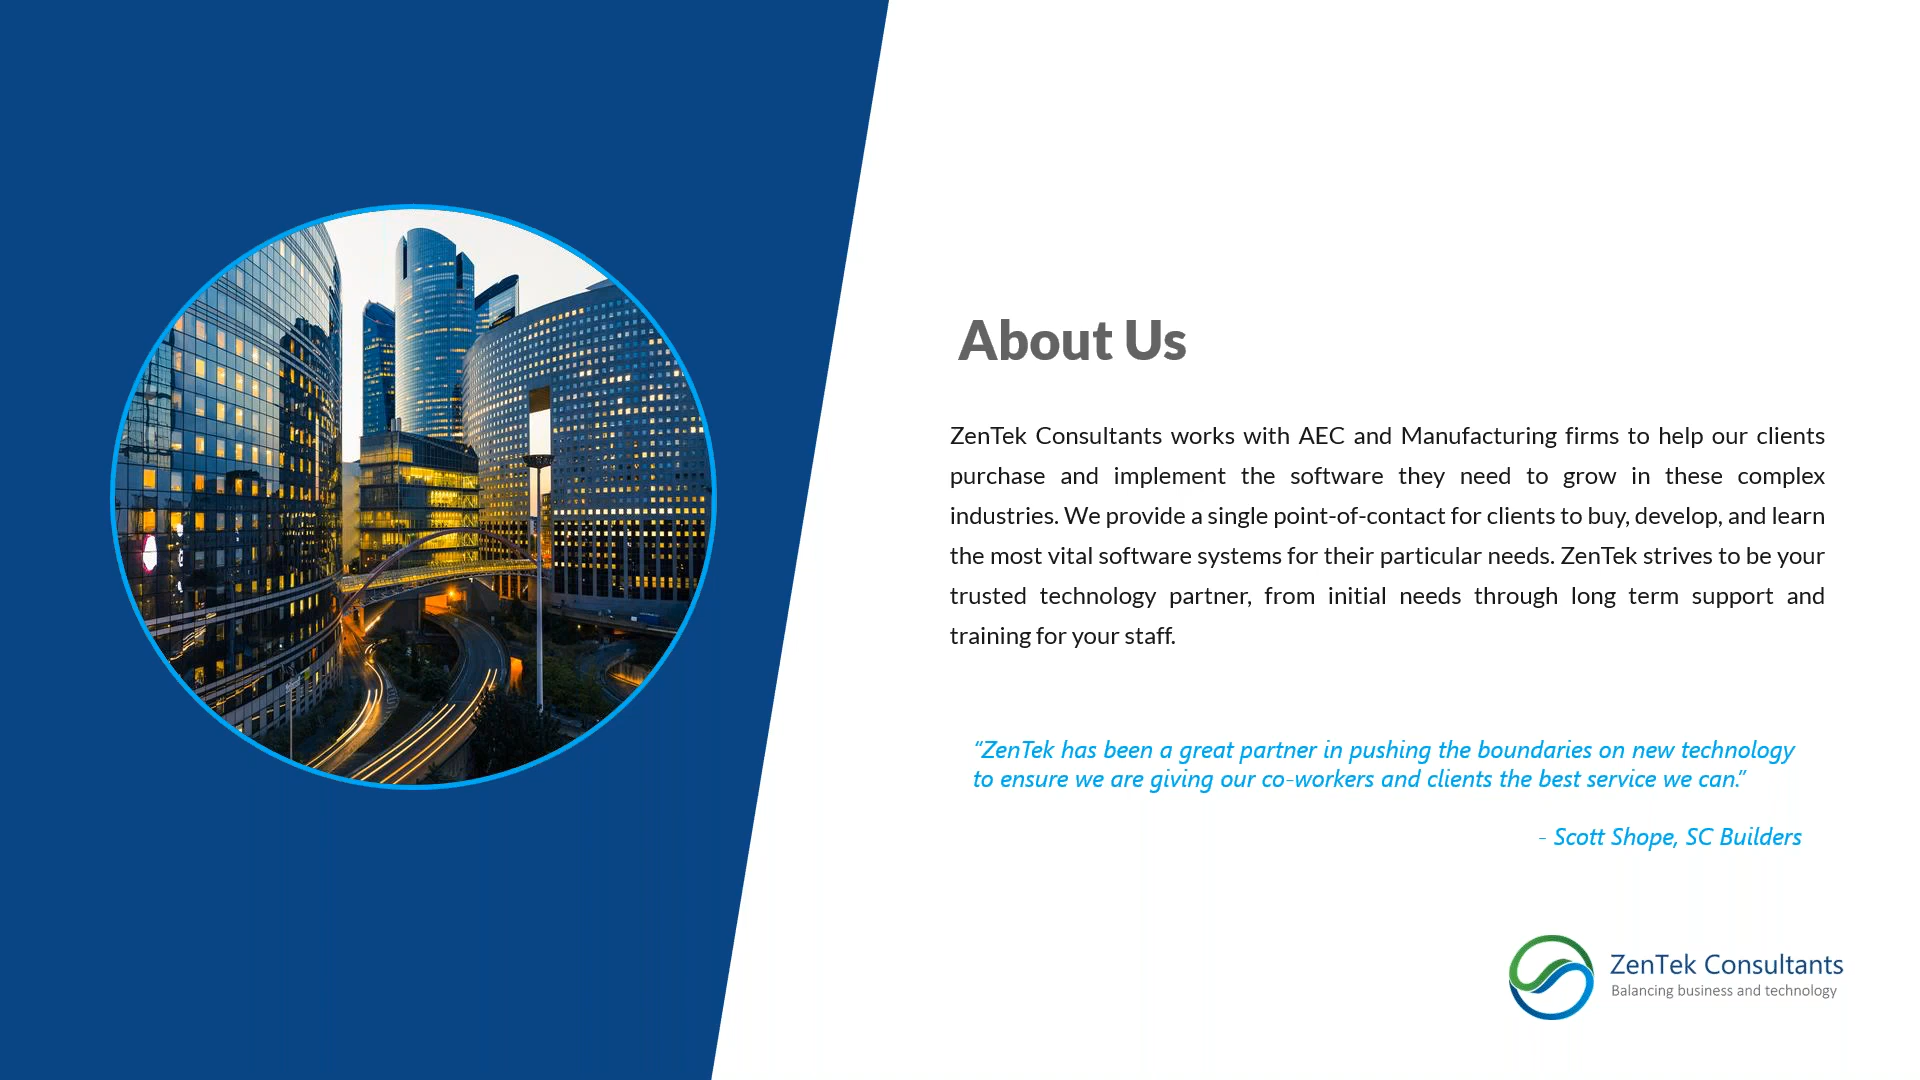 About Us
ZenTek Consultants works with AEC and Manufacturing firms to help our clients
purchase and implement the software they need to grow in these complex
industries. We provide a single point-of-contact for clients to buy, develop, and learn
the most vital software systems for their particular needs. ZenTek strives to be your
trusted technology partner, from initial needs through long term support and
training for your staff.
“ZenTek has been a great partner in pushing the boundaries on new technology
to ensure we are giving our co-workers and clients the best service we can.”
- Scott Shope, SC Builders
ZenTek Consultants
Balancing business and technology